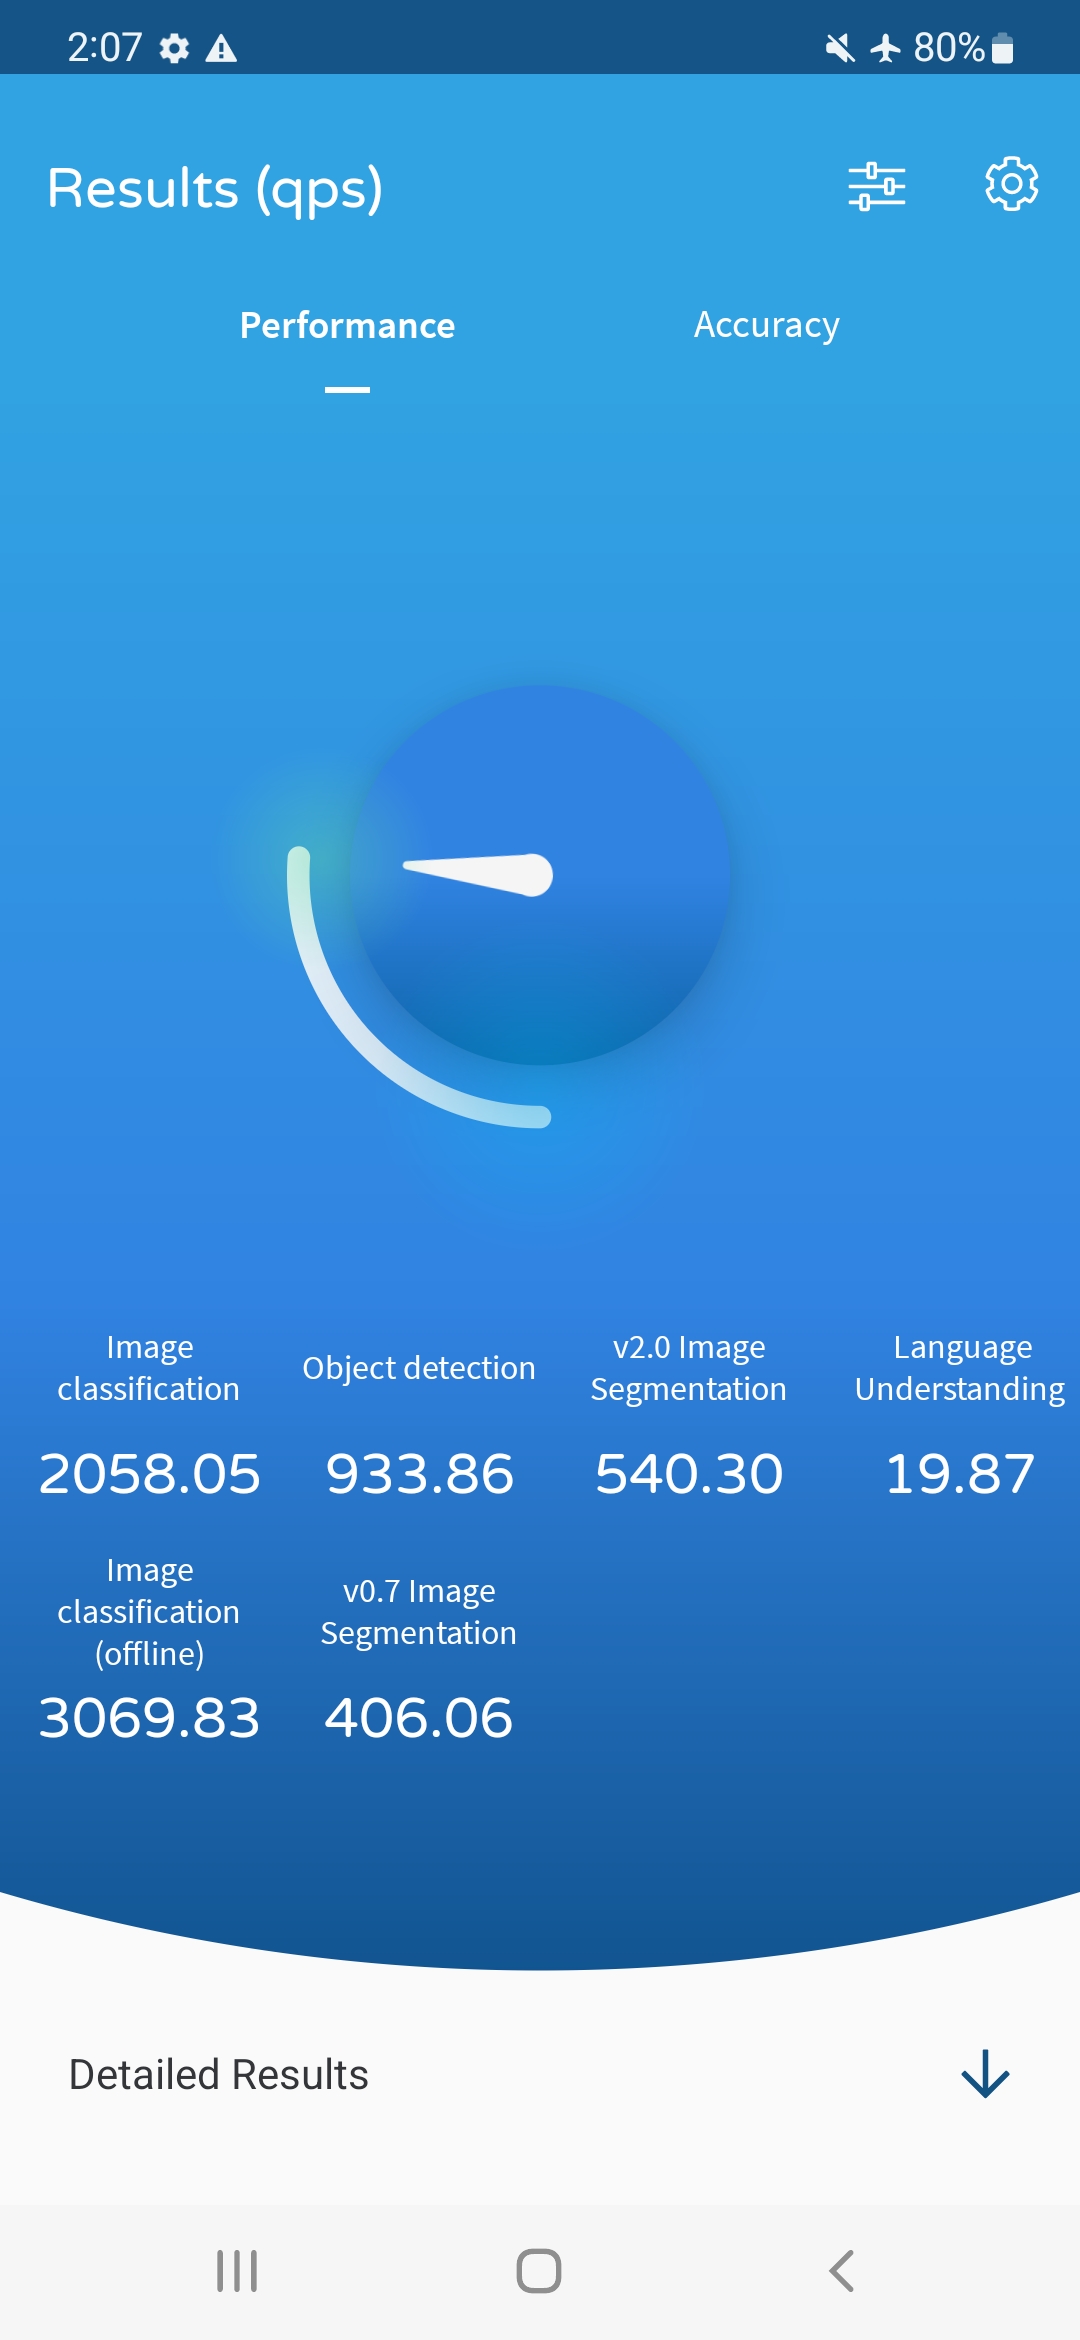 2:07 80%
Results (qps)
Performance Accuracy
Image classification
2058.05
Object detection
933.86
v2.0 Image Segmentation
540.30
Language Understanding
19.87
Image classification (offline)
3069.83
v0.7 Image Segmentation
406.06
Detailed Results